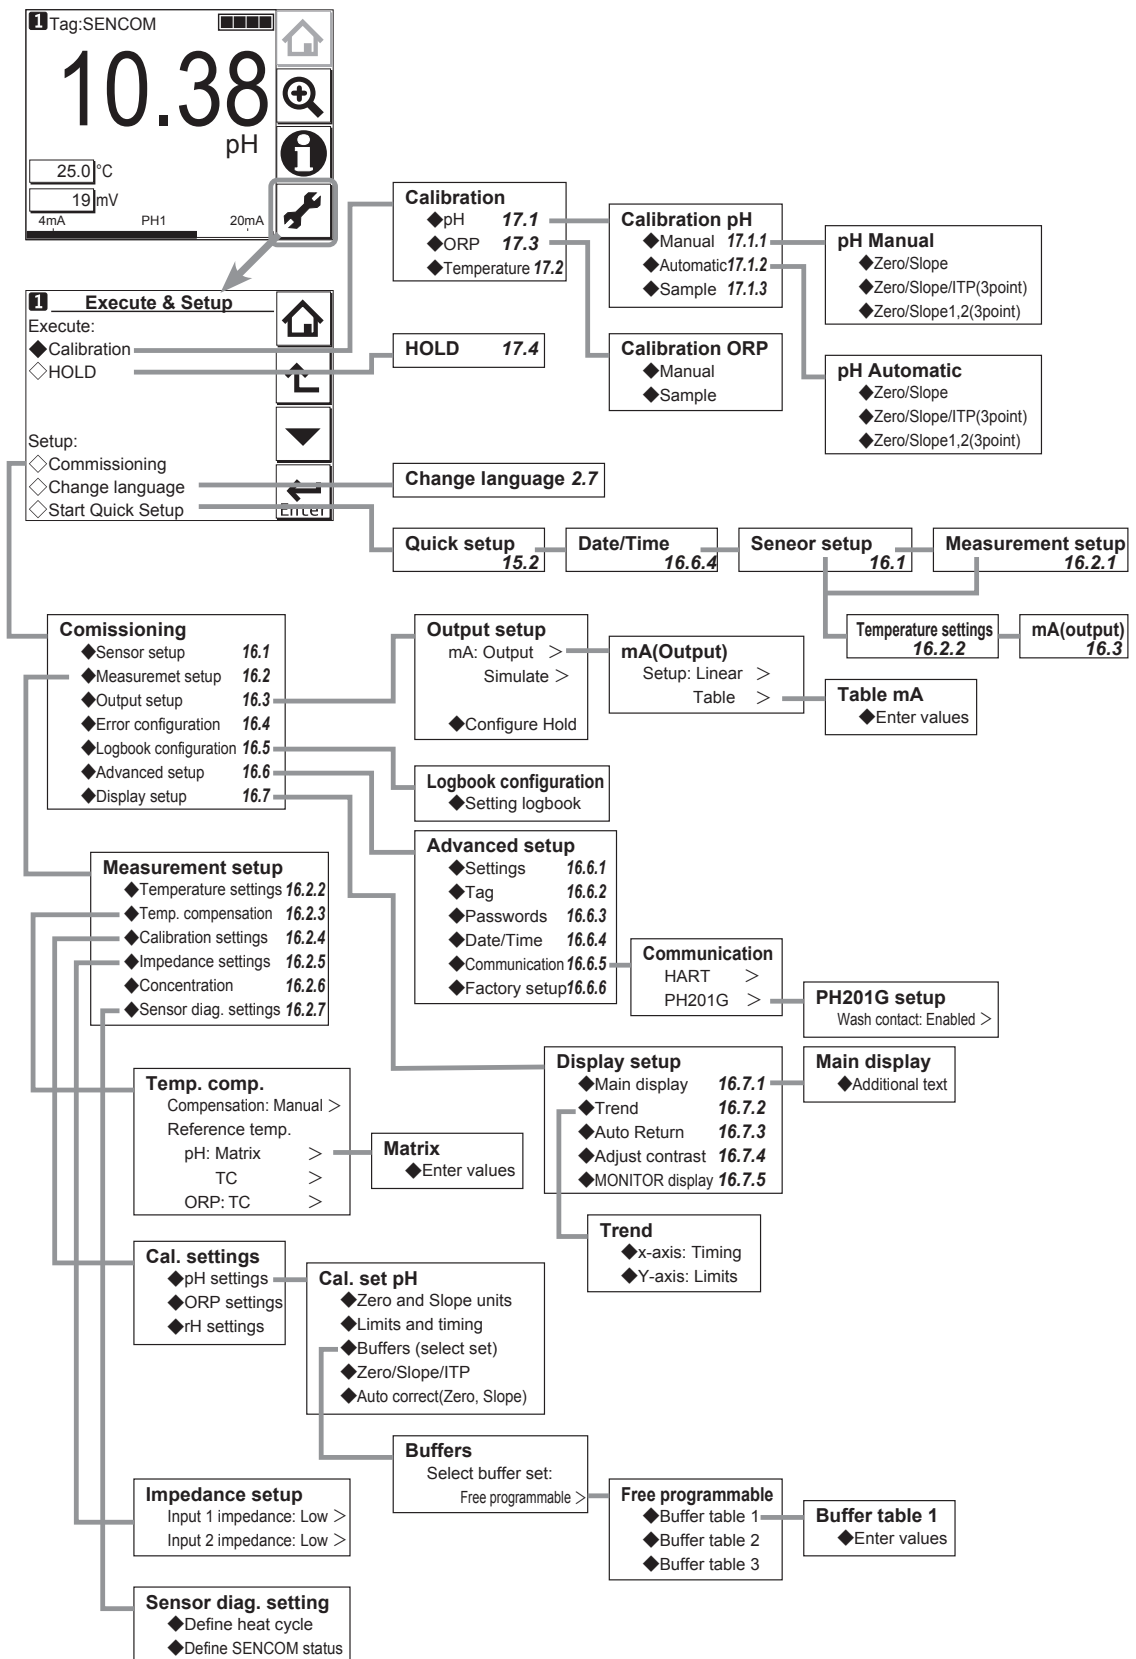 1 Tag:SENCOM
10.38
pH
25.0 °C
19 mV
4mA PH1 20mA
1 Execute & Setup
Execute:
◆Calibration
◇HOLD
Setup:
◇Commissioning
◇Change language
◇Start Quick Setup
Enter
Calibration
◆pH 17.1
◆ORP 17.3
◆Temperature 17.2
Calibration pH
◆Manual 17.1.1
◆Automatic17.1.2
◆Sample 17.1.3
pH Manual
◆Zero/Slope
◆Zero/Slope/ITP(3point)
◆Zero/Slope1,2(3point)
HOLD 17.4
Calibration ORP
◆Manual
◆Sample
pH Automatic
◆Zero/Slope
◆Zero/Slope/ITP(3point)
◆Zero/Slope1,2(3point)
Change language 2.7
Quick setup
15.2
Date/Time
16.6.4
Seneor setup
16.1
Measurement setup
16.2.1
Temperature settings
16.2.2
mA(output)
16.3
Comissioning
◆Sensor setup 16.1
◆Measuremet setup 16.2
◆Output setup 16.3
◆Error configuration 16.4
◆Logbook configuration 16.5
◆Advanced setup 16.6
◆Display setup 16.7
Output setup
mA: Output >
Simulate >
◆Configure Hold
mA(Output)
Setup: Linear >
Table >
Table mA
◆Enter values
Logbook configuration
◆Setting logbook
Advanced setup
◆Settings 16.6.1
◆Tag 16.6.2
◆Passwords 16.6.3
◆Date/Time 16.6.4
◆Communication 16.6.5
◆Factory setup16.6.6
Communication
HART >
PH201G >
PH201G setup
Wash contact: Enabled >
Measurement setup
◆Temperature settings 16.2.2
◆Temp. compensation 16.2.3
◆Calibration settings 16.2.4
◆Impedance settings 16.2.5
◆Concentration 16.2.6
◆Sensor diag. settings 16.2.7
Display setup
◆Main display 16.7.1
◆Trend 16.7.2
◆Auto Return 16.7.3
◆Adjust contrast 16.7.4
◆MONITOR display 16.7.5
Main display
◆Additional text
Temp. comp.
Compensation: Manual >
Reference temp.
pH: Matrix >
TC >
ORP: TC >
Matrix
◆Enter values
Trend
◆x-axis: Timing
◆Y-axis: Limits
Cal. settings
◆pH settings
◆ORP settings
◆rH settings
Cal. set pH
◆Zero and Slope units
◆Limits and timing
◆Buffers (select set)
◆Zero/Slope/ITP
◆Auto correct(Zero, Slope)
Buffers
Select buffer set:
Free programmable >
Free programmable
◆Buffer table 1
◆Buffer table 2
◆Buffer table 3
Buffer table 1
◆Enter values
Impedance setup
Input 1 impedance: Low >
Input 2 impedance: Low >
Sensor diag. setting
◆Define heat cycle
◆Define SENCOM status